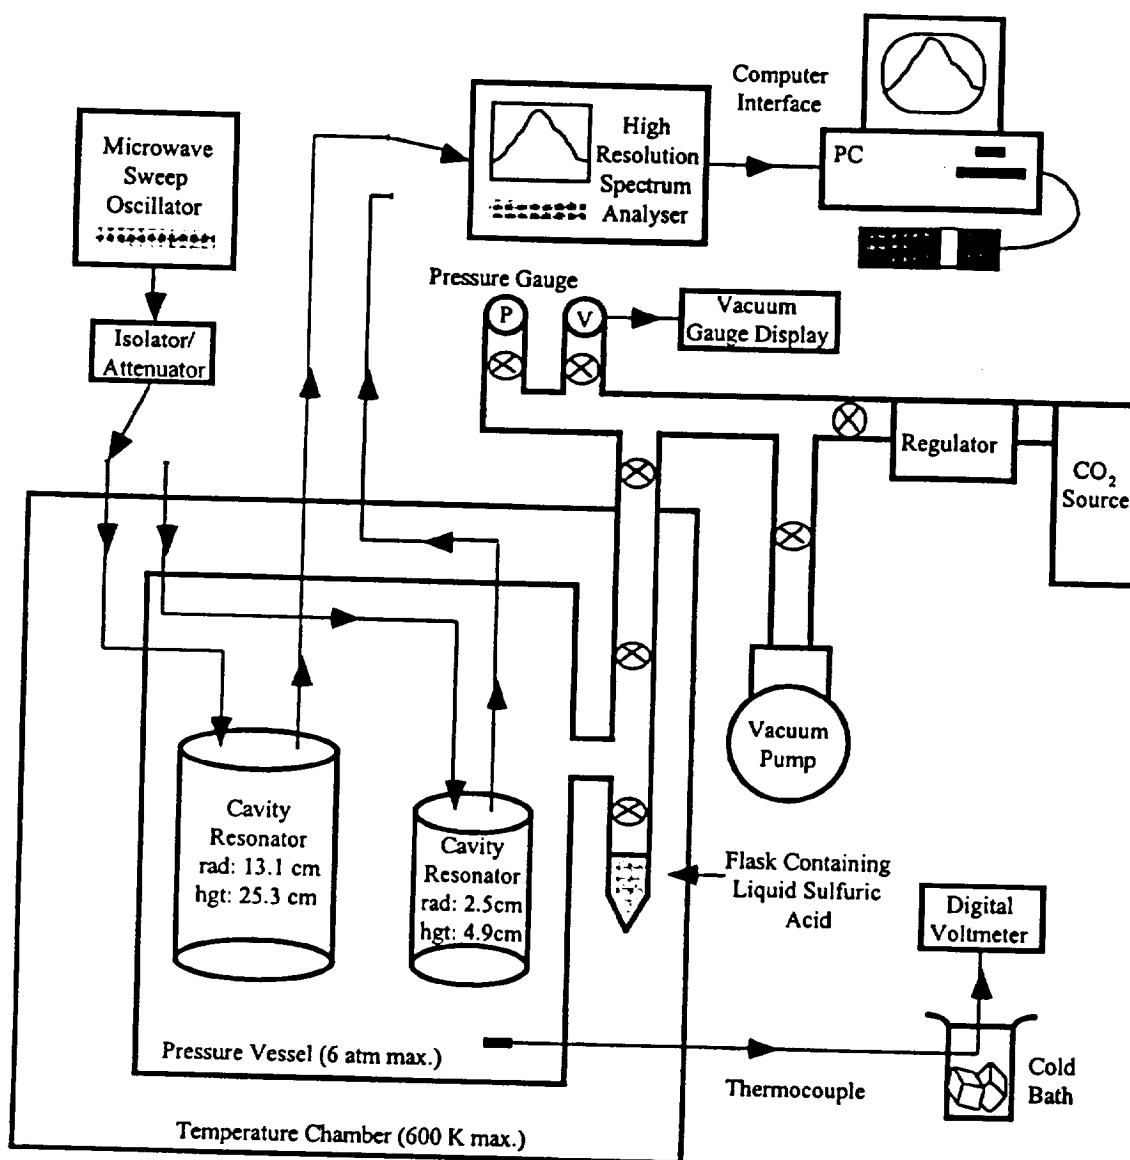 Computer
Interface
Microwave
Sweep
Oscillator
High
Resolution
Spectrum
Analyser
PC
Pressure Gauge
P
V
Vacuum
Gauge Display
Isolator/
Attenuator
Regulator
CO₂
Source
Vacuum
Pump
Cavity
Resonator
rad: 13.1 cm
hgt: 25.3 cm
Cavity
Resonator
rad: 2.5cm
hgt: 4.9cm
Flask Containing
Liquid Sulfuric
Acid
Digital
Voltmeter
Pressure Vessel (6 atm max.)
Thermocouple
Cold
Bath
Temperature Chamber (600 K max.)